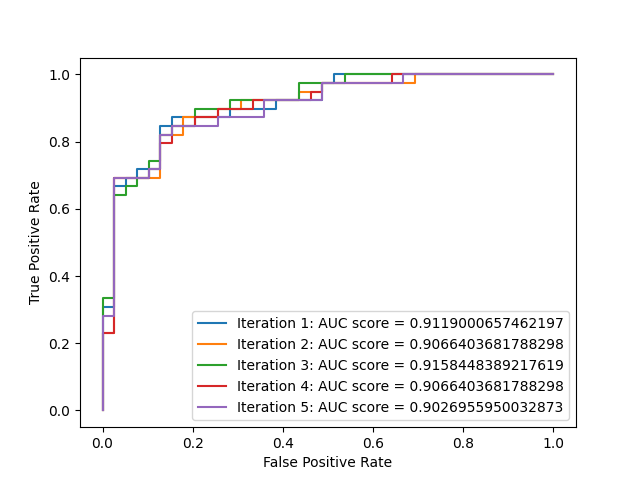 1.0
0.8
0.6
0.4
0.2
0.0
True Positive Rate
Iteration 1: AUC score = 0.9119000657462197
Iteration 2: AUC score = 0.9066403681788298
Iteration 3: AUC score = 0.9158448389217619
Iteration 4: AUC score = 0.9066403681788298
Iteration 5: AUC score = 0.9026955950032873
0.0 0.2 0.4 0.6 0.8 1.0
False Positive Rate